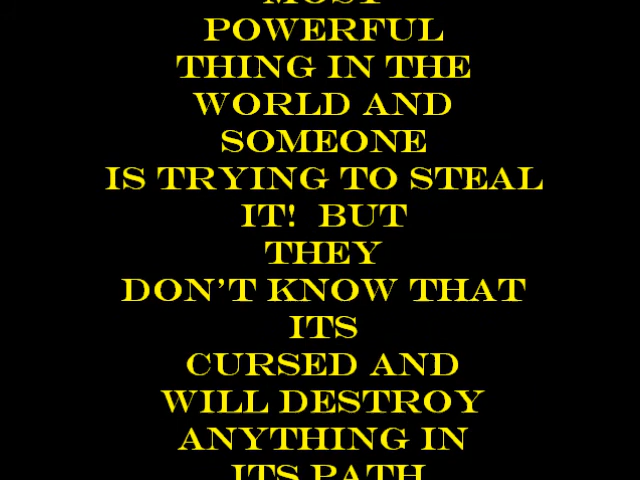 MOST
POWERFUL
THING IN THE
WORLD AND
SOMEONE
IS TRYING TO STEAL
IT!  BUT
THEY
DON'T KNOW THAT
ITS
CURSED AND
WILL DESTROY
ANYTHING IN
ITS PATH